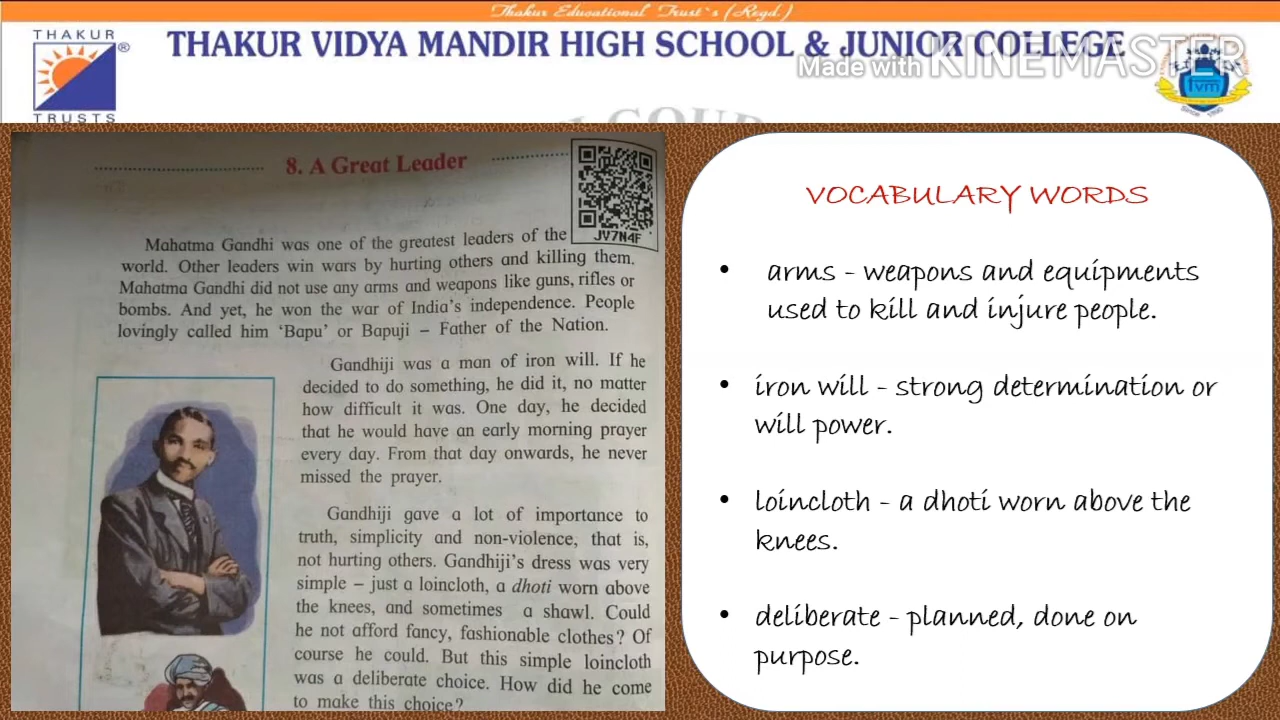 Thakur Educational Trust`s (Regd.)
THAKUR
®
TRUSTS
THAKUR VIDYA MANDIR HIGH SCHOOL & JUNIOR COLLEGE
Made with KINEMASTER
tvm
8. A Great Leader
JV7N4F
Mahatma Gandhi was one of the greatest leaders of the
world. Other leaders win wars by hurting others and killing them.
Mahatma Gandhi did not use any arms and weapons like guns, rifles or
bombs. And yet, he won the war of India's independence. People
lovingly called him 'Bapu' or Bapuji – Father of the Nation.
Gandhiji was a man of iron will. If he
decided to do something, he did it, no matter
how difficult it was. One day, he decided
that he would have an early morning prayer
every day. From that day onwards, he never
missed the prayer.
Gandhiji gave a lot of importance to
truth, simplicity and non-violence, that is,
not hurting others. Gandhiji's dress was very
simple – just a loincloth, a dhoti worn above
the knees, and sometimes a shawl. Could
he not afford fancy, fashionable clothes? Of
course he could. But this simple loincloth
was a deliberate choice. How did he come
to make this choice?
VOCABULARY WORDS
• arms - weapons and equipments
used to kill and injure people.
• iron will - strong determination or
will power.
• loincloth - a dhoti worn above the
knees.
• deliberate - planned, done on
purpose.